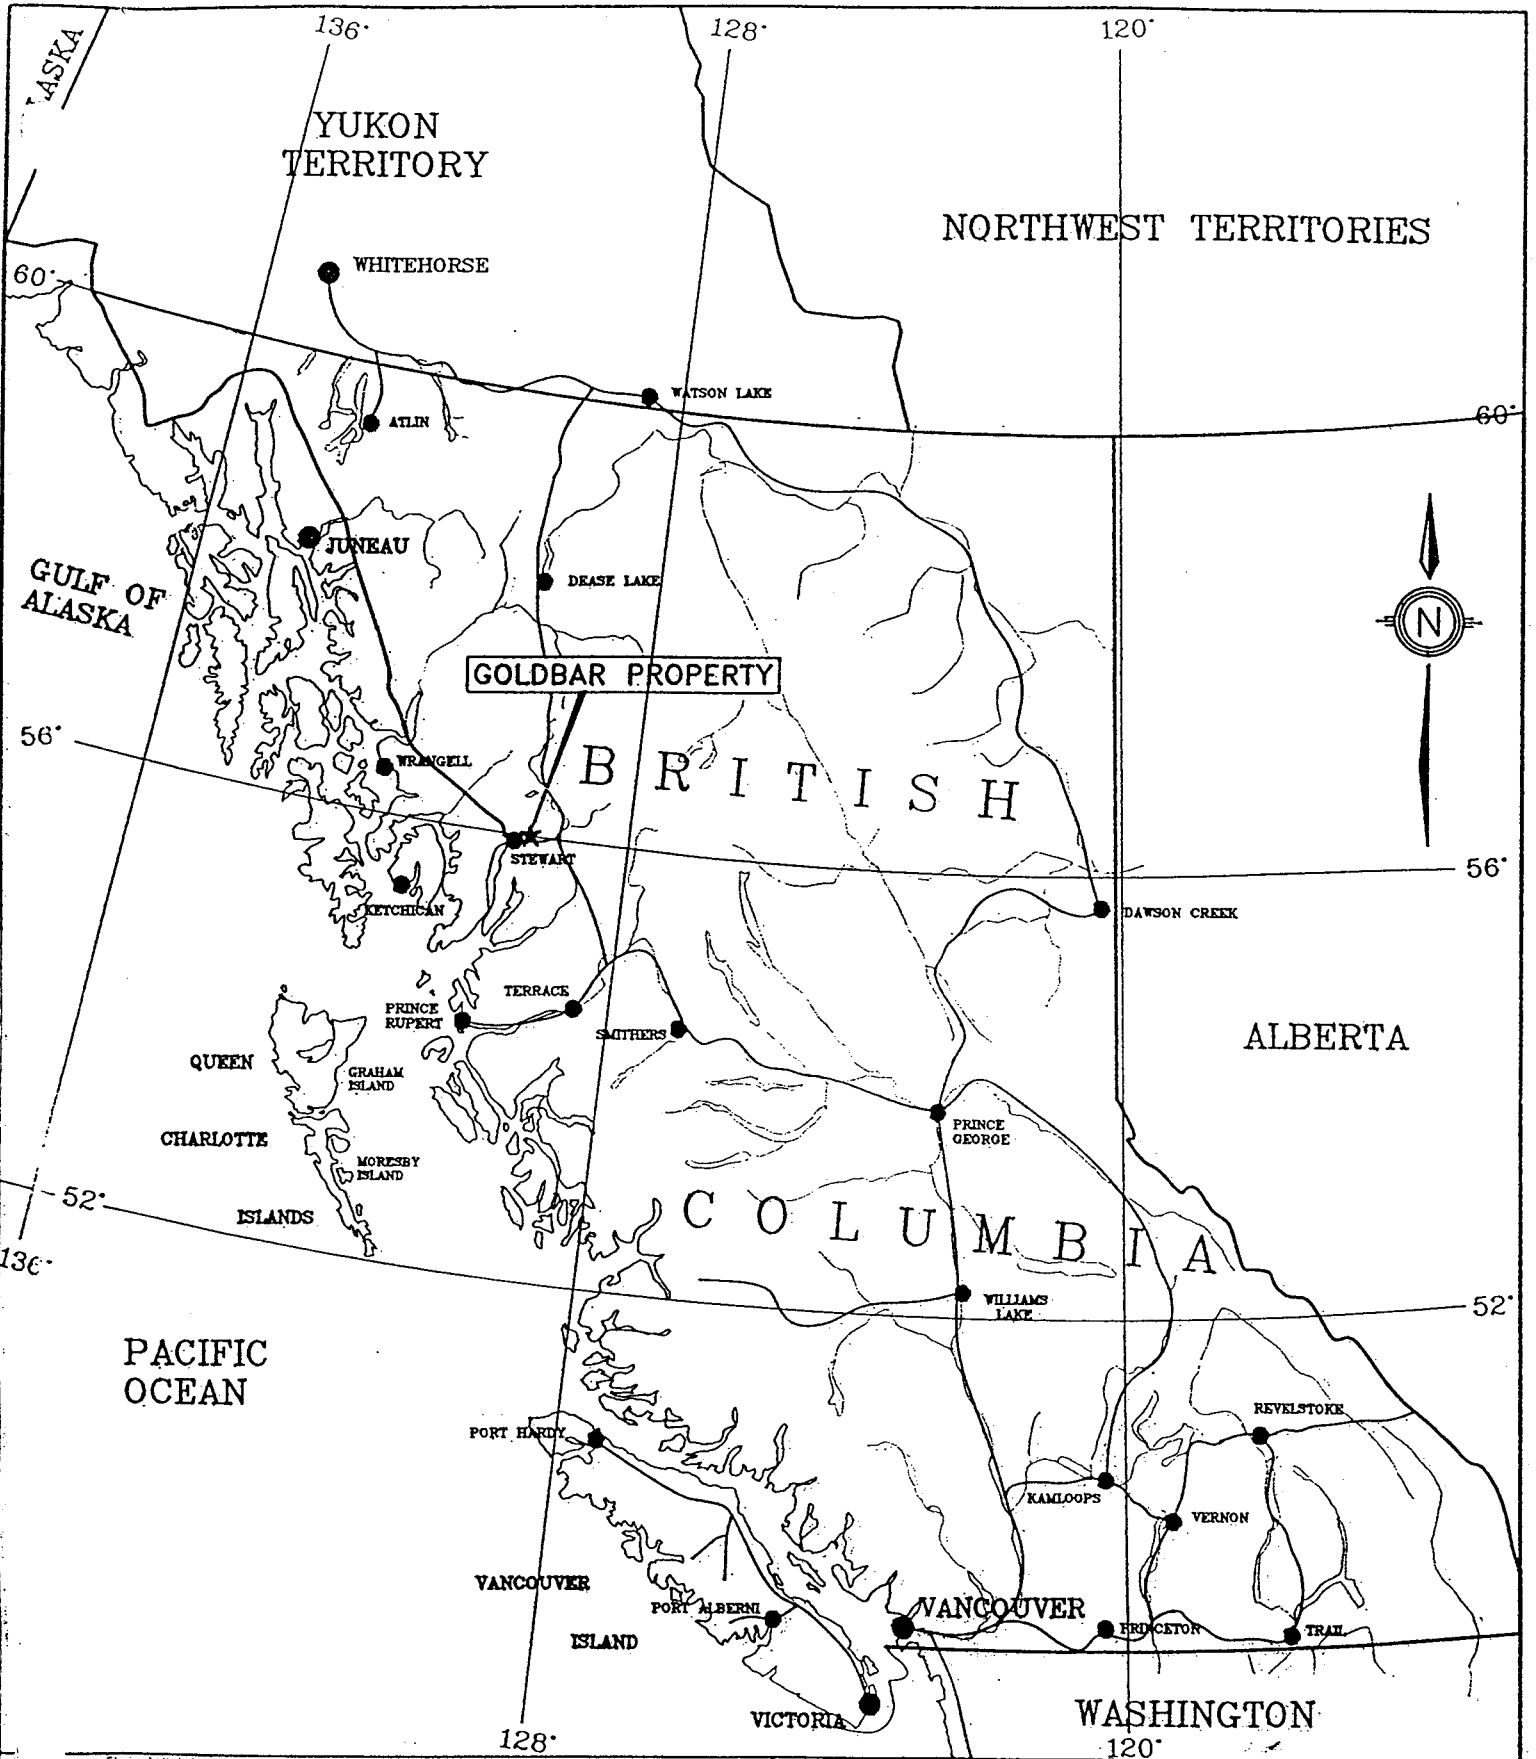 136°
128°
120°
LASKA
YUKON
TERRITORY
NORTHWEST TERRITORIES
WHITEHORSE
60°
WATSON LAKE
60°
ATLIN
JUNEAU
GULF OF
ALASKA
DEASE LAKE
N
GOLDBAR PROPERTY
56°
WRANGELL
BRITISH
STEWART
56°
KETCHICAN
DAWSON CREEK
TERRACE
PRINCE
RUPERT
SMITHERS
ALBERTA
QUEEN
GRAHAM
ISLAND
PRINCE
GEORGE
CHARLOTTE
MORESBY
ISLAND
52°
ISLANDS
COLUMBIA
136°
WILLIAMS
LAKE
52°
PACIFIC
OCEAN
REVELSTOKE
PORT HARDY
KAMLOOPS
VERNON
VANCOUVER
PORT ALBERNI
VANCOUVER
PRINCETON
TRAIL
ISLAND
VICTORIA
WASHINGTON
128°
120°